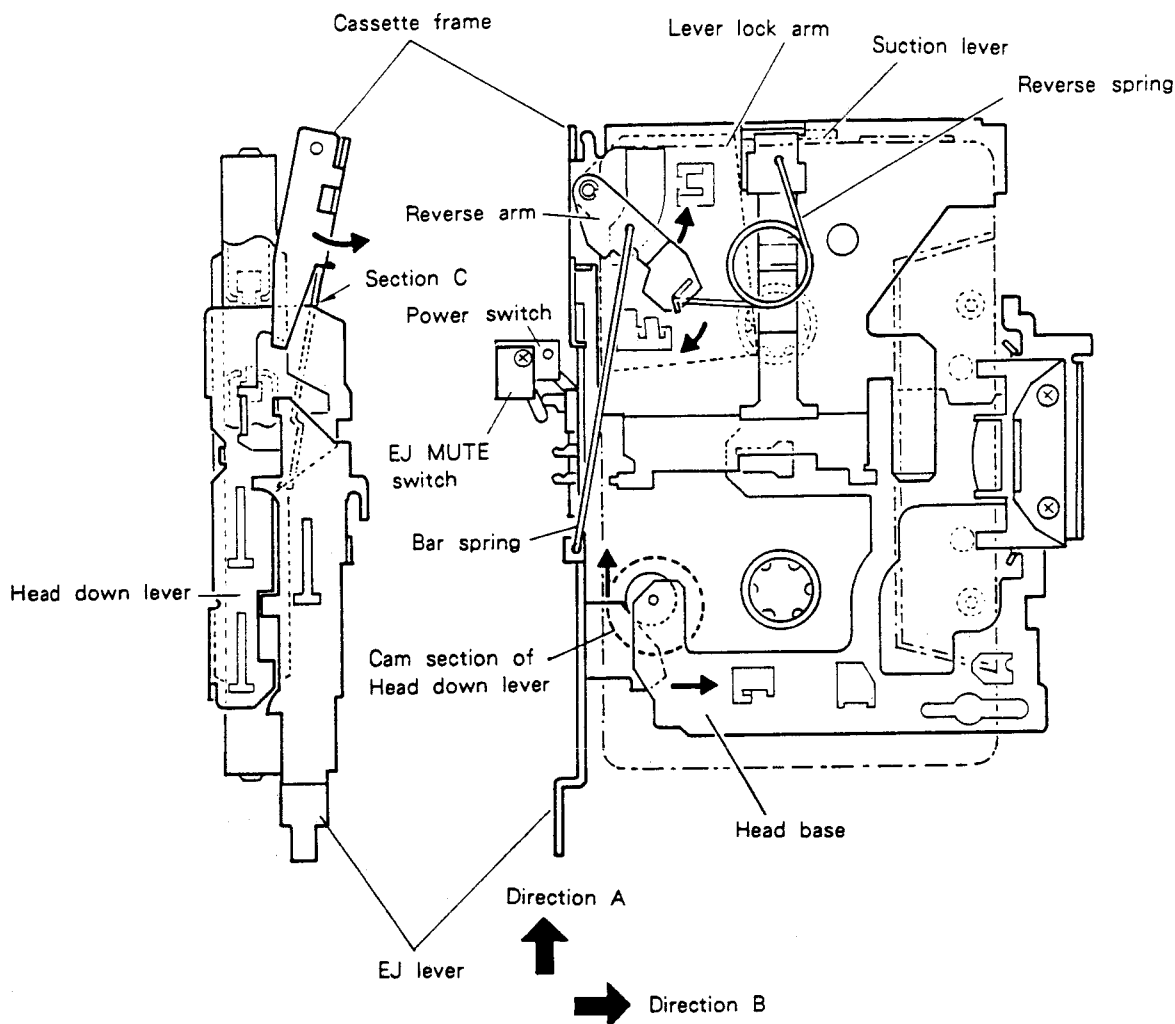 Cassette frame
Lever lock arm
Suction lever
Reverse spring
Reverse arm
Section C
Power switch
EJ MUTE
switch
Bar spring
Head down lever
Cam section of
Head down lever
Head base
Direction A
EJ lever
Direction B